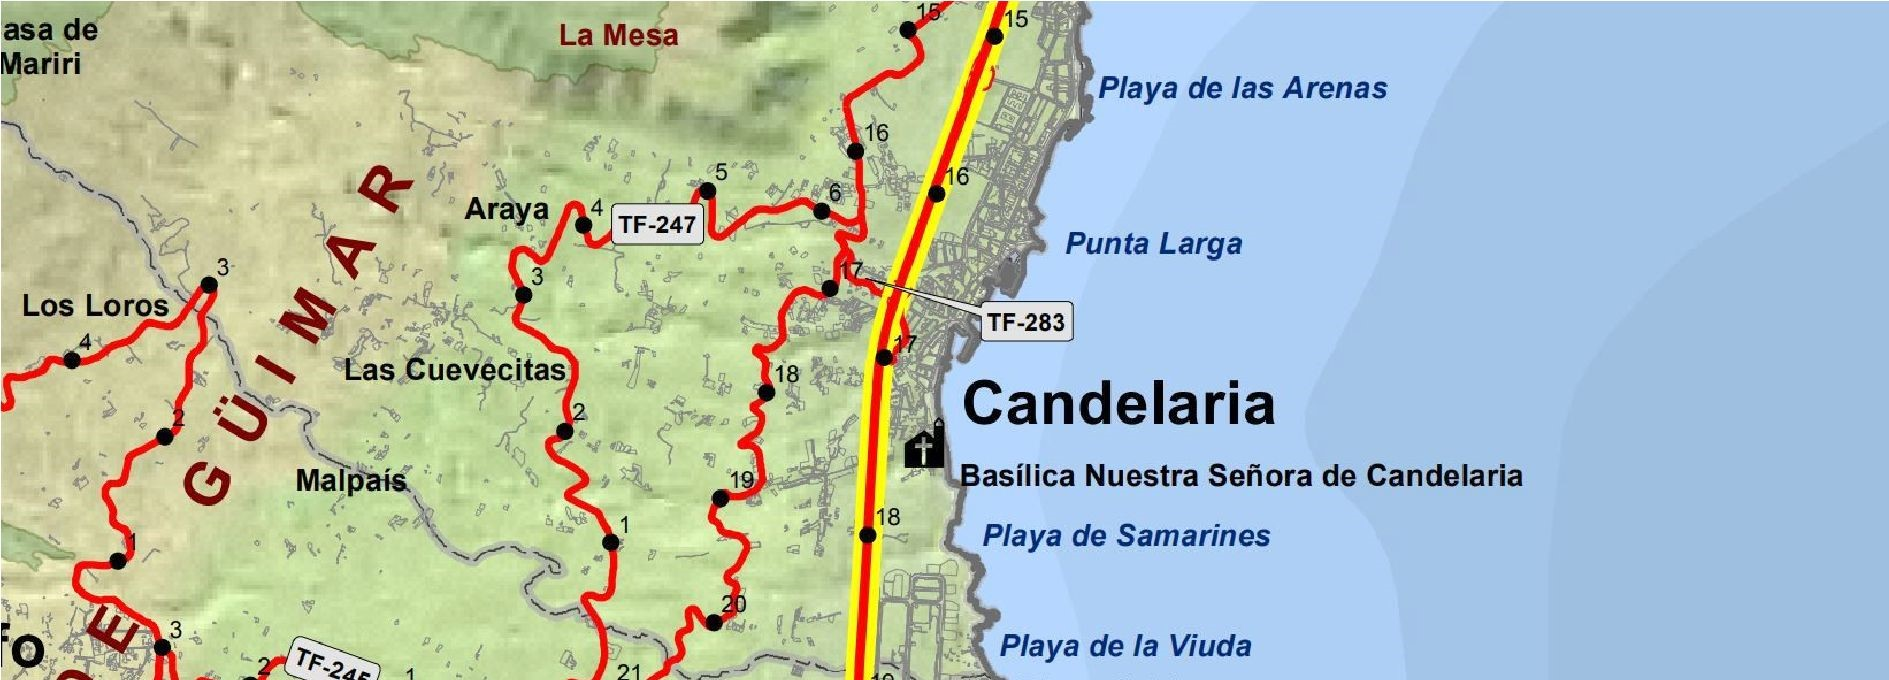 15
15
asa de
La Mesa
Mariri
Playa de las Arenas
16
5
16
6
Araya
4
TF-247
Punta Larga
3
3
17
Los Loros
TF-283
4
17
Las Cuevecitas
18
Candelaria
2
2
GÜIMAR
Malpaís
19
Basílica Nuestra Señora de Candelaria
18
1
Playa de Samarines
1
20
3
fo
Playa de la Viuda
2
TF-245
1
21
19